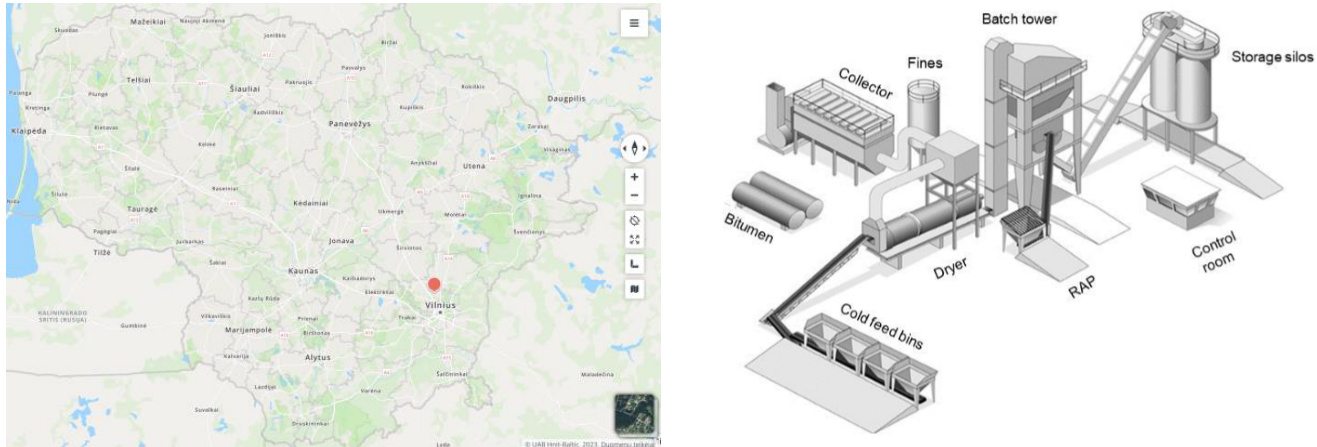 Mažeikiai
Naujoji Akmenė
Skuodas
Joniškis
Biržai
Telšiai
Pasvalys
Palanga
Plungė
Šiauliai
Pakruojis
Rokiškis
Kretinga
Radviliškis
Kupiškis
Daugpilis
Klaipėda
Rietavas
Panevėžys
Zarasai
Kelmė
Visaginas
Anykščiai
Šilalė
Utena
Nida
Šilutė
Raseiniai
Ignalina
Tauragė
Kėdainiai
Ukmergė
Molėtai
Pagėgiai
Švenčionys
Jurbarkas
Jonava
Širvintos
Tilžė
Šakiai
Kaunas
Kaišiadorys
Elektrėnai
Kazlų Rūda
Vilnius
KALININGRADO
SRITIS (RUSIJA)
Gumbinė
Vilkaviškis
Prienai
Trakai
Marijampolė
Birštonas
Kalvarija
Alytus
Šalčininkai
Maladečina
Lazdijai
Varėna
Suvalkai
Druskininkai
Lyda
© UAB Hnit-Baltic, 2023, Duomenų teikėjai
Batch tower
Storage silos
Fines
Collector
Bitumen
Dryer
RAP
Control
room
Cold feed bins